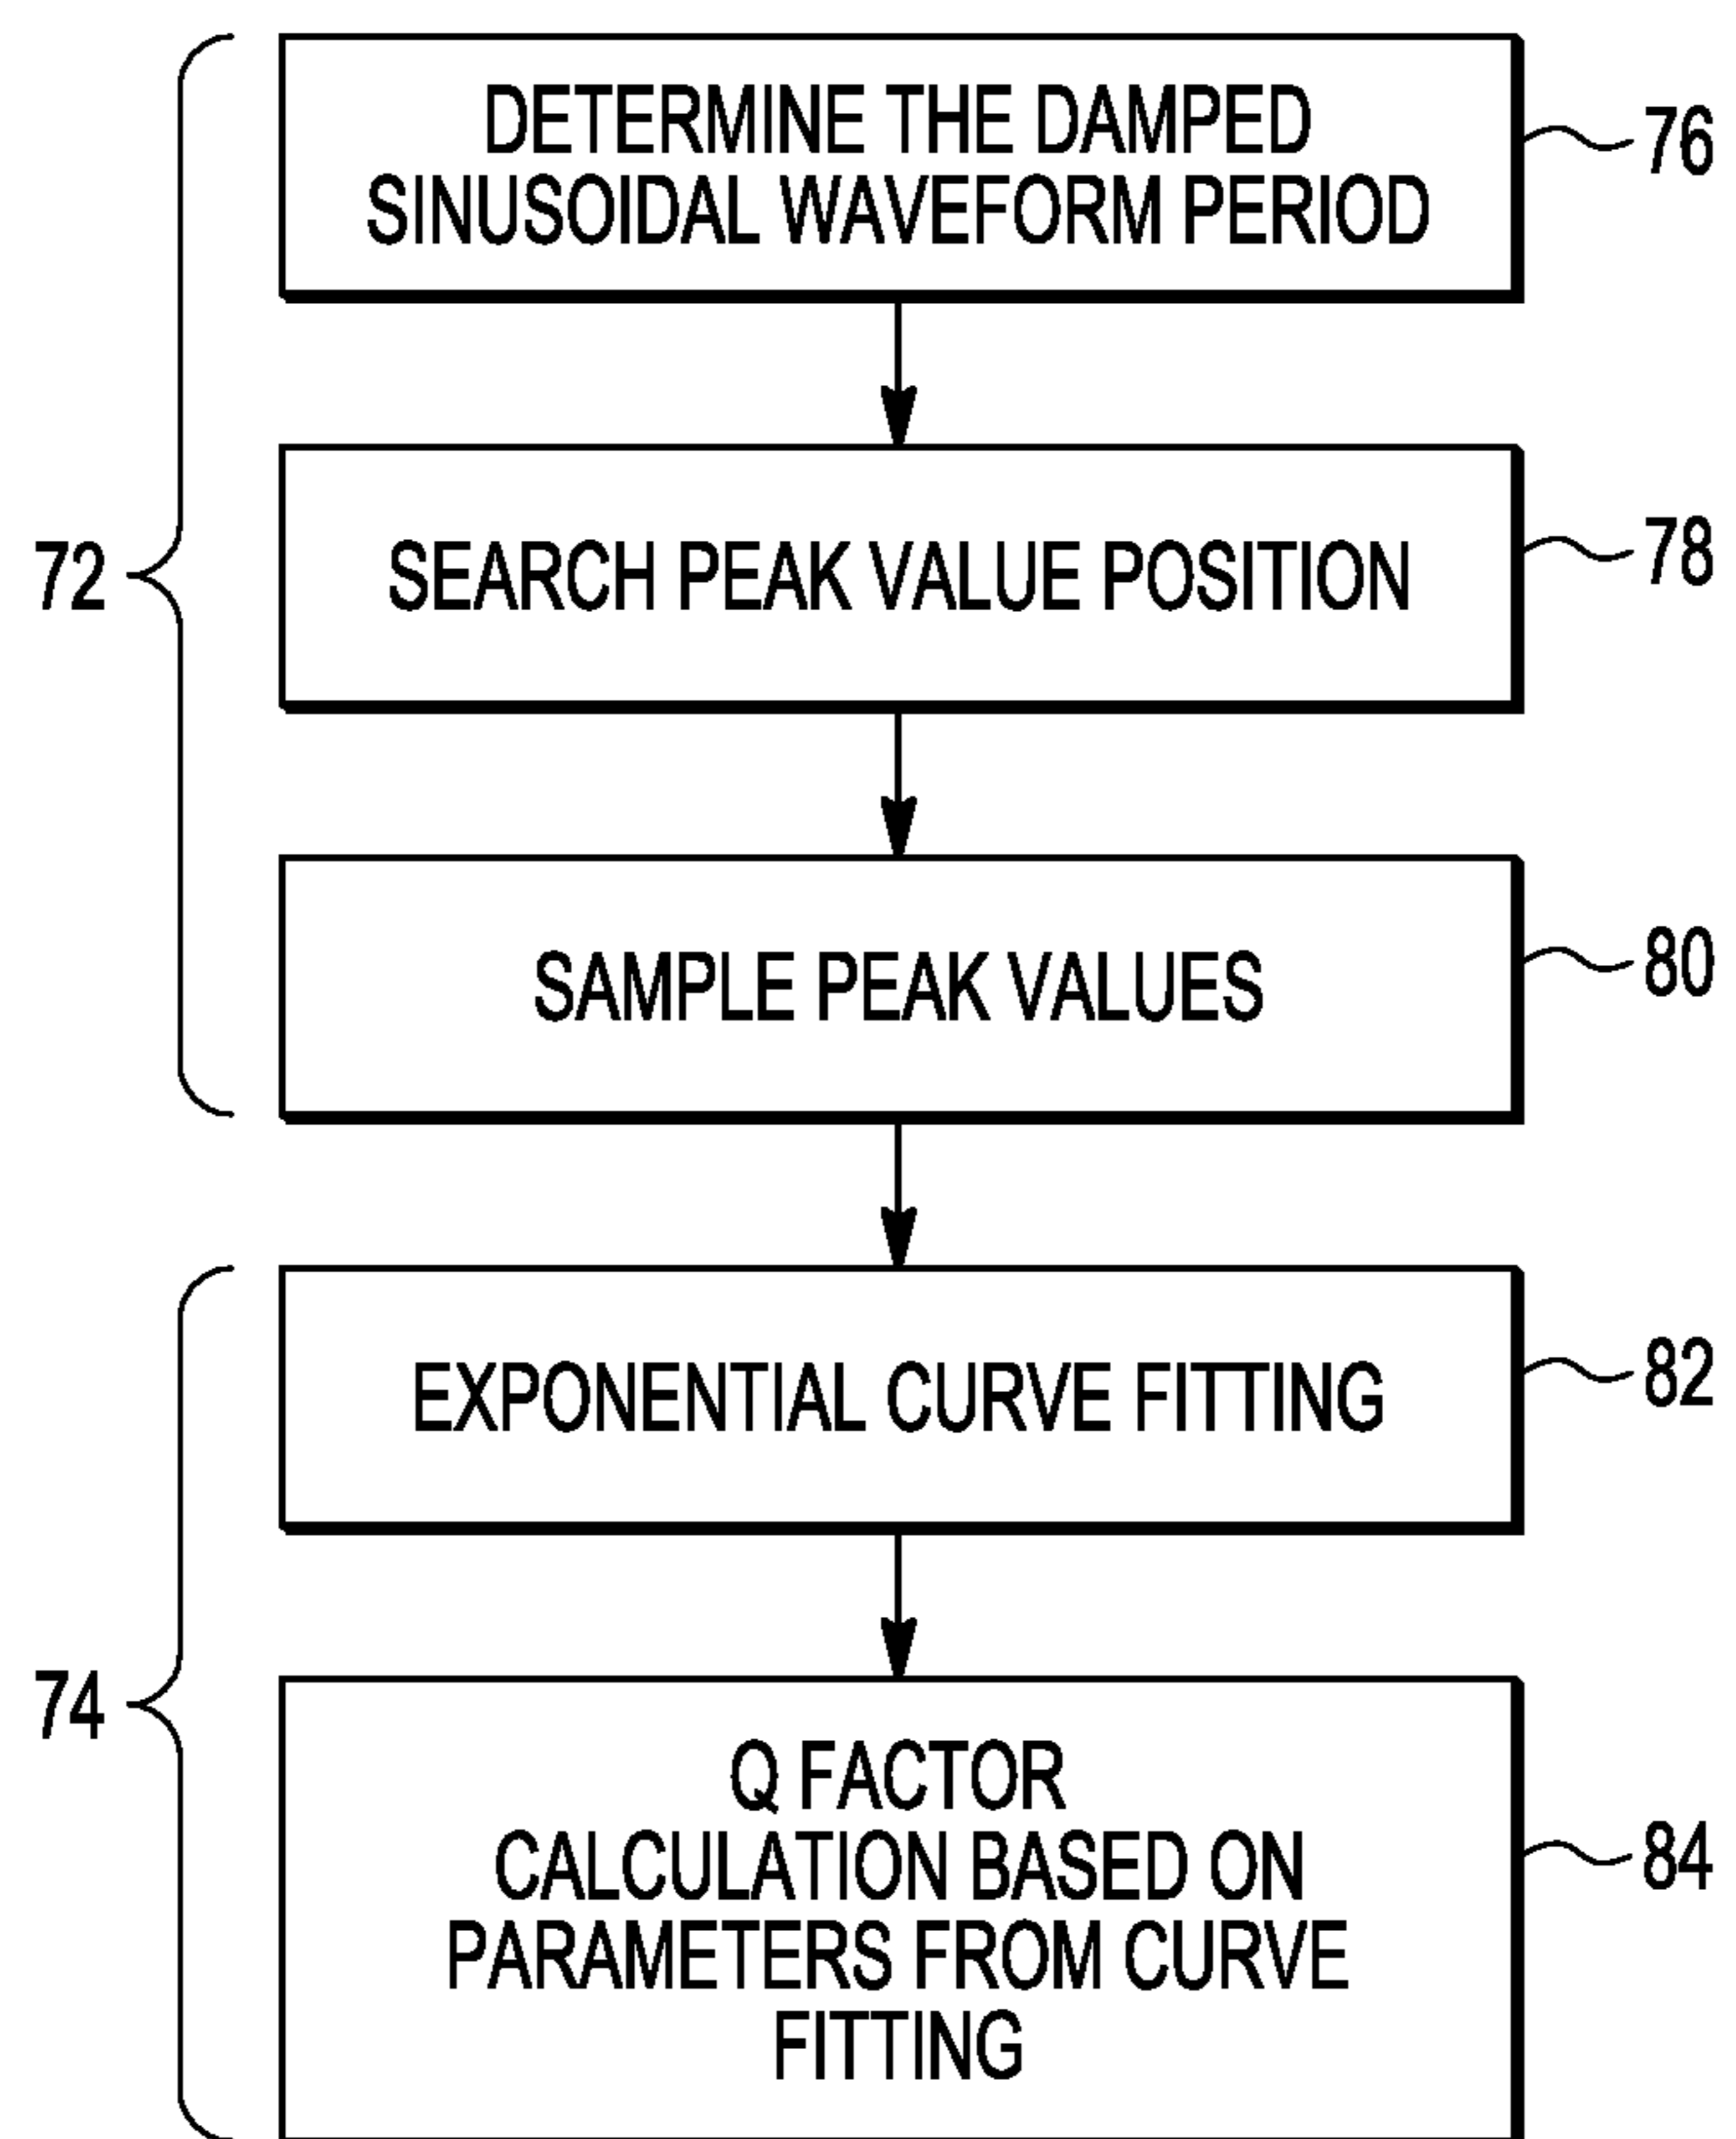 DETERMINE THE DAMPED
SINUSOIDAL WAVEFORM PERIOD
76
72
SEARCH PEAK VALUE POSITION
78
SAMPLE PEAK VALUES
80
EXPONENTIAL CURVE FITTING
82
74
Q FACTOR
CALCULATION BASED ON
PARAMETERS FROM CURVE
FITTING
84